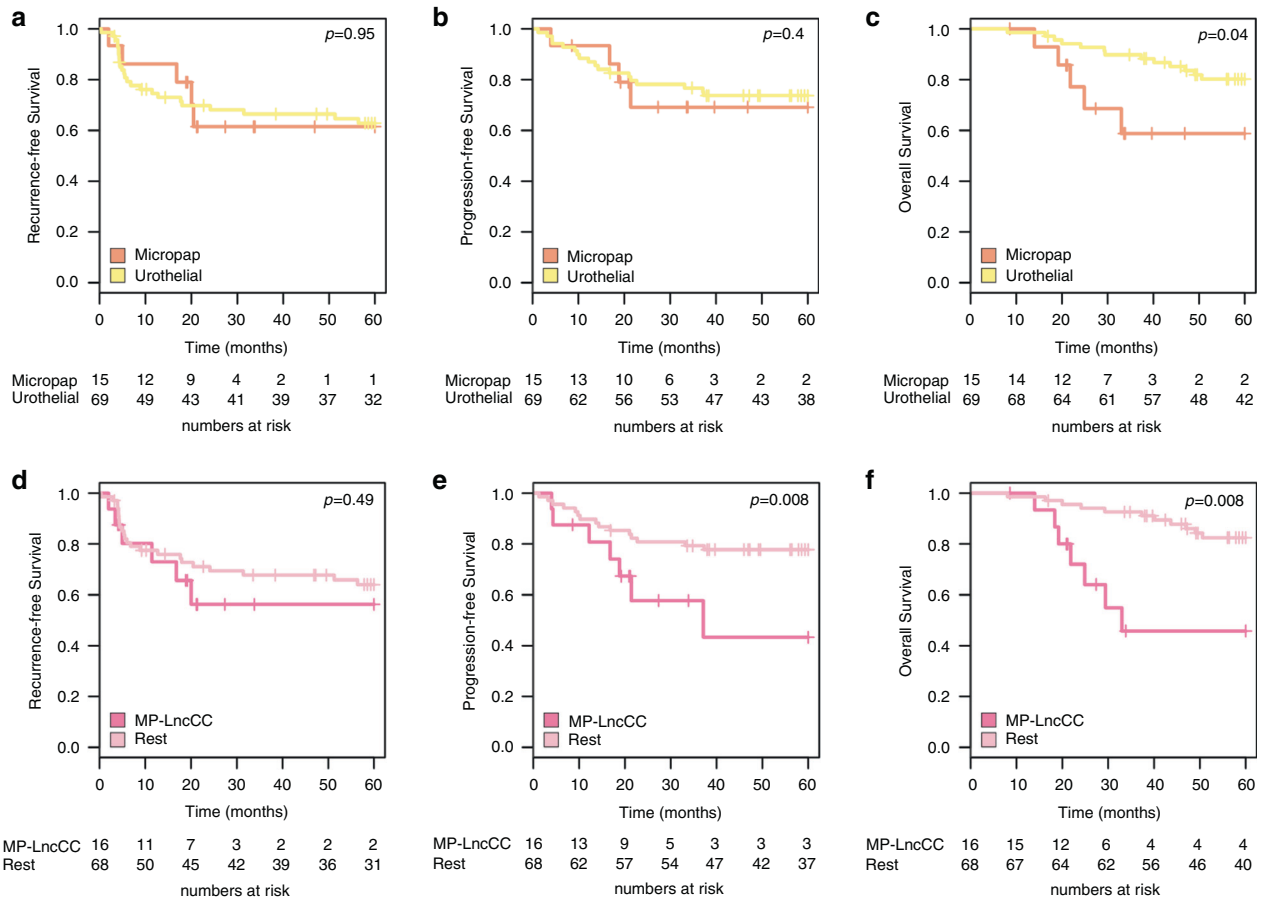 a
p=0.95
Recurrence-free Survival
1.0
0.8
0.6
0.4
0.2
0.0
Micropap
Urothelial
0 10 20 30 40 50 60
Time (months)
Micropap 15 12 9 4 2 1 1
Urothelial 69 49 43 41 39 37 32
numbers at risk
b
p=0.4
Progression-free Survival
1.0
0.8
0.6
0.4
0.2
0.0
Micropap
Urothelial
0 10 20 30 40 50 60
Time (months)
Micropap 15 13 10 6 3 2 2
Urothelial 69 62 56 53 47 43 38
numbers at risk
c
p=0.04
Overall Survival
1.0
0.8
0.6
0.4
0.2
0.0
Micropap
Urothelial
0 10 20 30 40 50 60
Time (months)
Micropap 15 14 12 7 3 2 2
Urothelial 69 68 64 61 57 48 42
numbers at risk
d
p=0.49
Recurrence-free Survival
1.0
0.8
0.6
0.4
0.2
0.0
MP-LncCC
Rest
0 10 20 30 40 50 60
Time (months)
MP-LncCC 16 11 7 3 2 2 2
Rest 68 50 45 42 39 36 31
numbers at risk
e
p=0.008
Progression-free Survival
1.0
0.8
0.6
0.4
0.2
0.0
MP-LncCC
Rest
0 10 20 30 40 50 60
Time (months)
MP-LncCC 16 13 9 5 3 3 3
Rest 68 62 57 54 47 42 37
numbers at risk
f
p=0.008
Overall Survival
1.0
0.8
0.6
0.4
0.2
0.0
MP-LncCC
Rest
0 10 20 30 40 50 60
Time (months)
MP-LncCC 16 15 12 6 4 4 4
Rest 68 67 64 62 56 46 40
numbers at risk